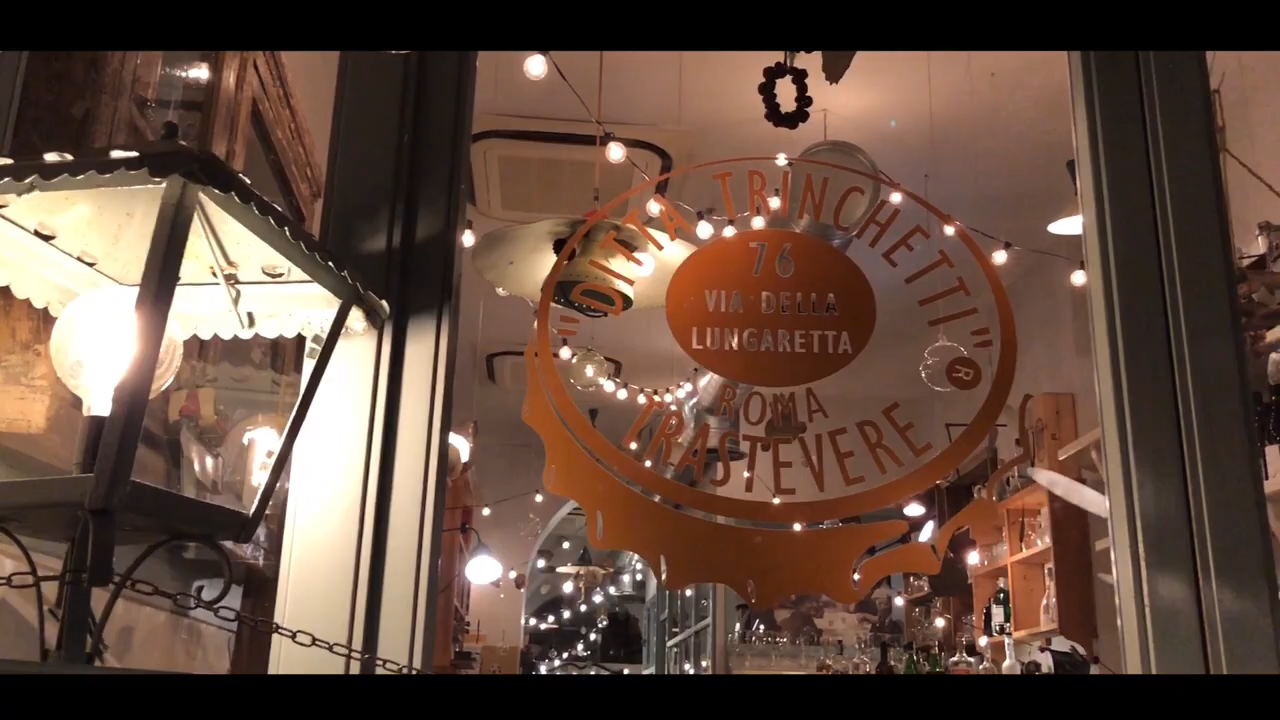 "DITTA TRINCHETTI"
76
VIA DELLA
LUNGARETTA
R
ROMA
TRASTEVERE